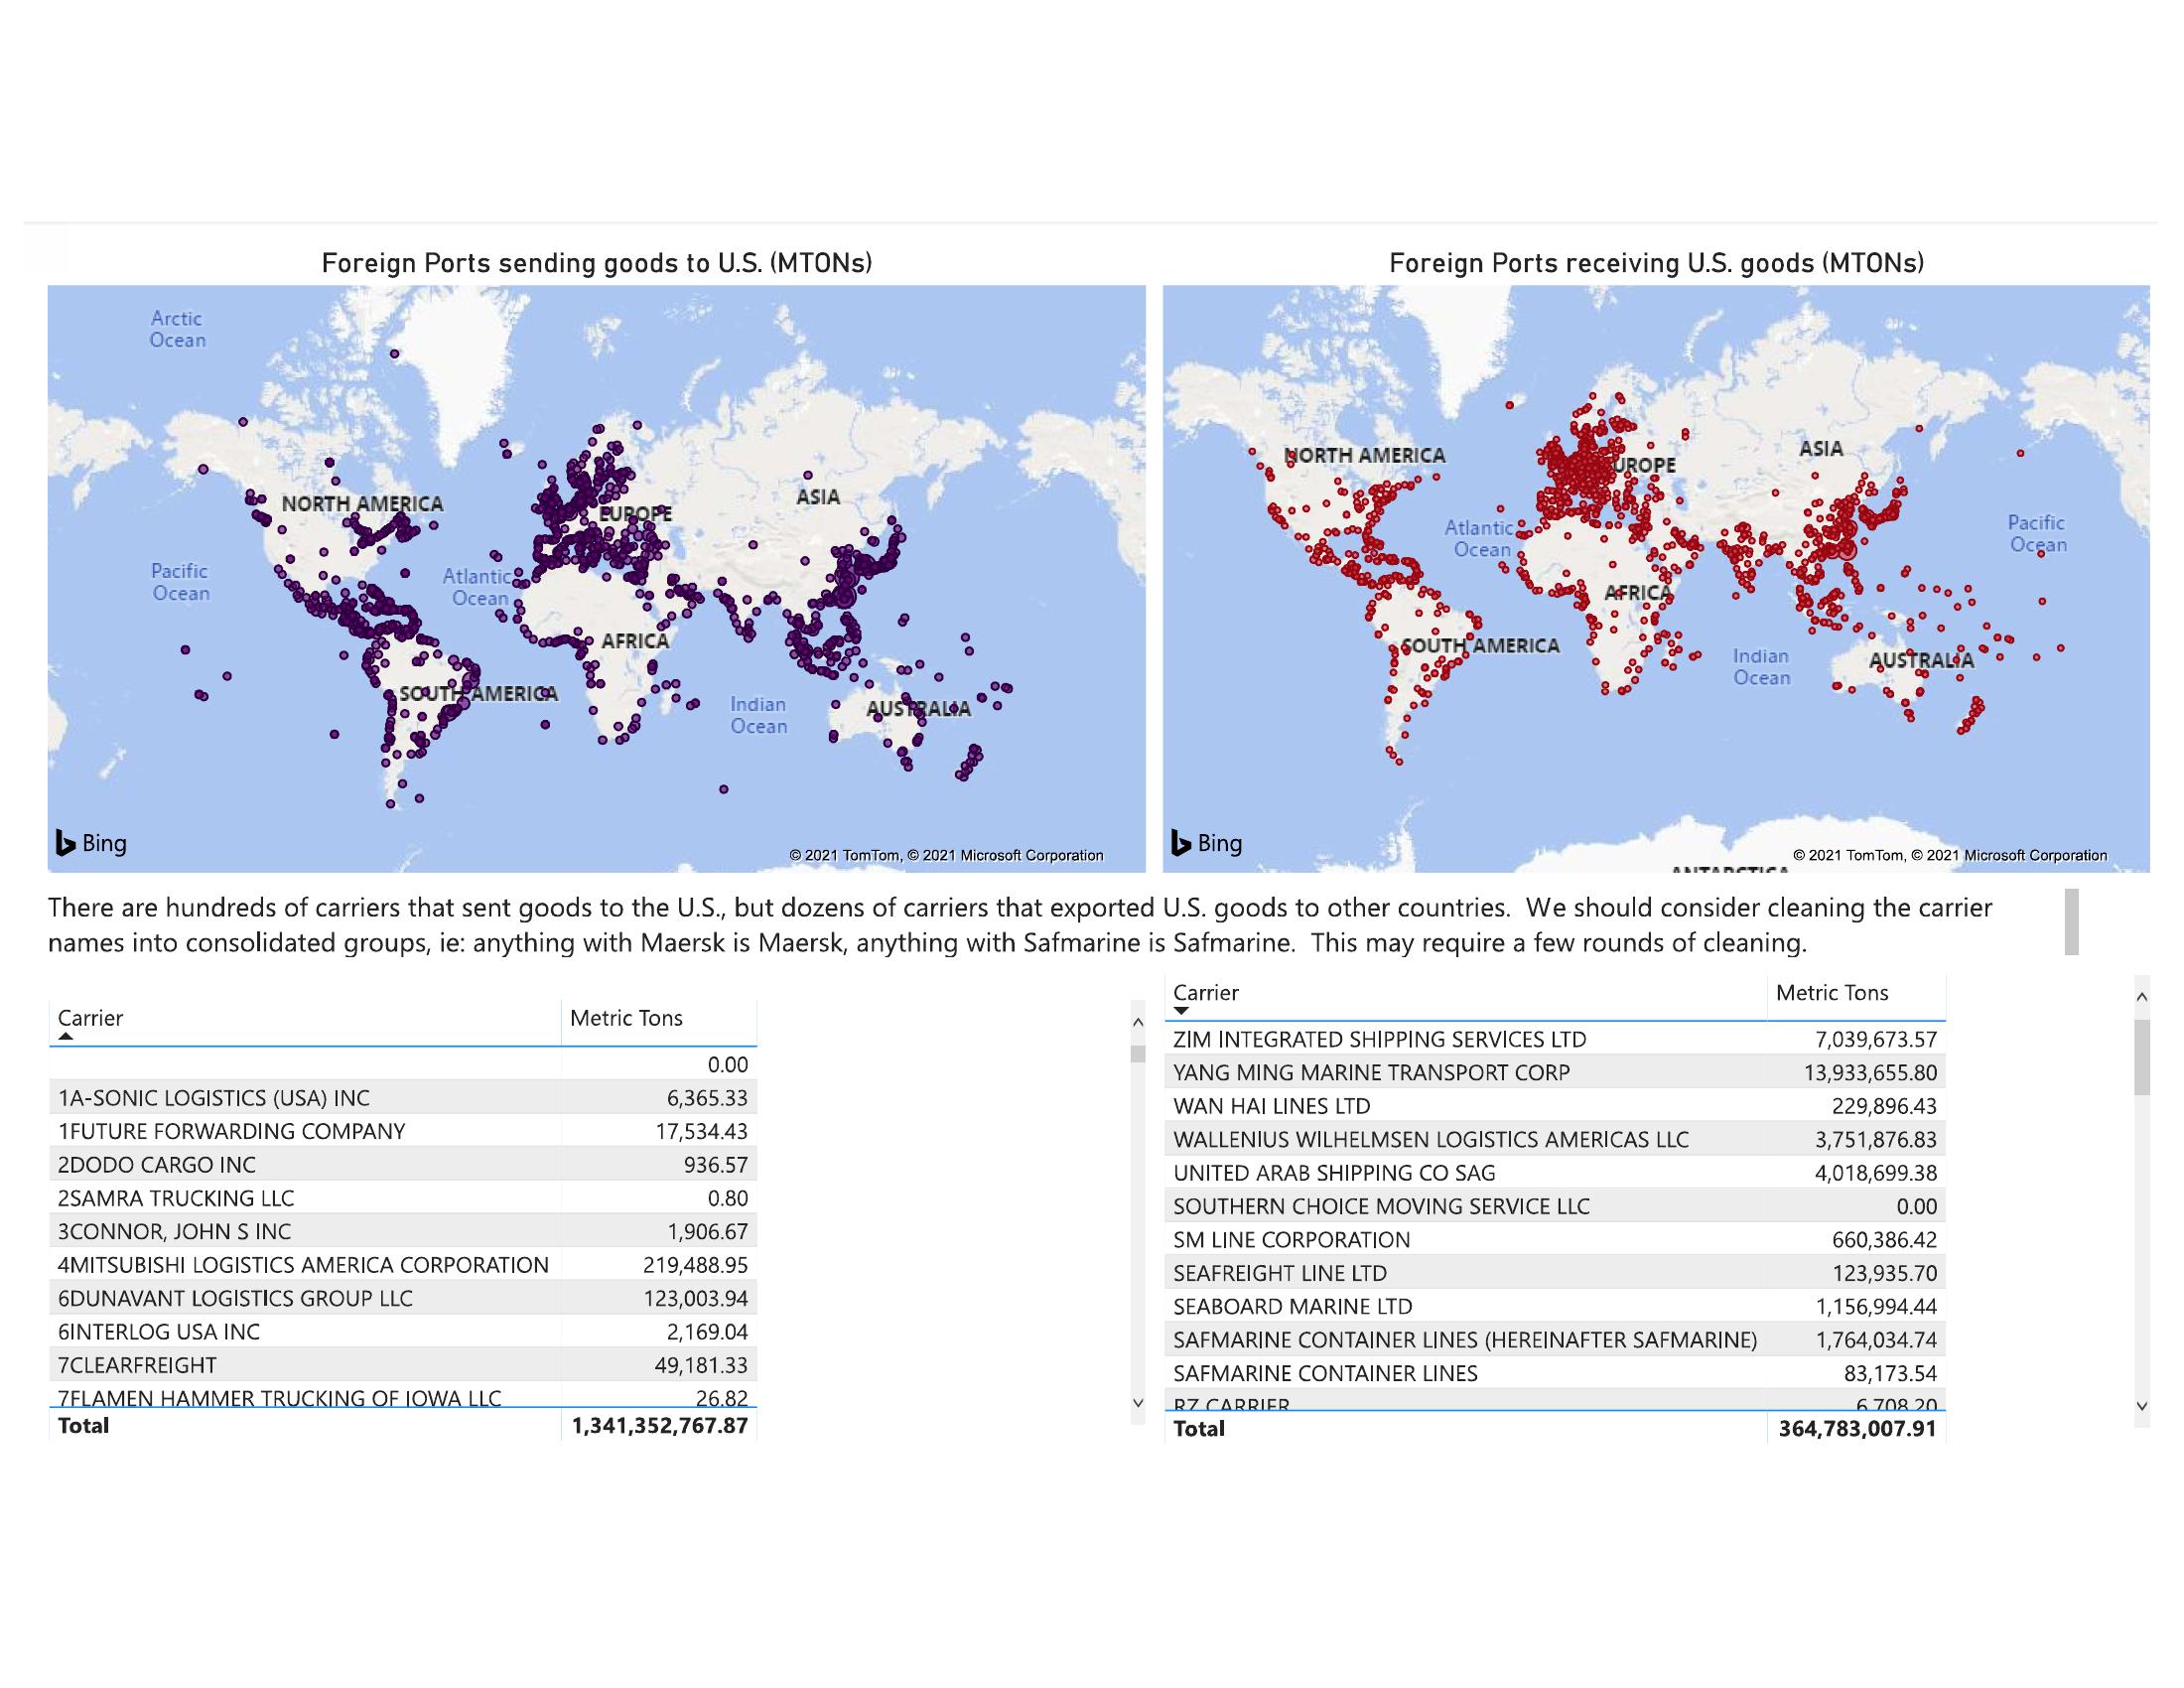 Foreign Ports sending goods to U.S. (MTONs)
Arctic
Ocean
NORTH AMERICA
EUROPE
ASIA
Pacific
Ocean
Atlantic
Ocean
AFRICA
SOUTH AMERICA
Indian
Ocean
AUSTRALIA
Bing
© 2021 TomTom, © 2021 Microsoft Corporation
Foreign Ports receiving U.S. goods (MTONs)
NORTH AMERICA
EUROPE
ASIA
Atlantic
Ocean
Pacific
Ocean
AFRICA
SOUTH AMERICA
Indian
Ocean
AUSTRALIA
ANTARCTICA
Bing
© 2021 TomTom, © 2021 Microsoft Corporation
There are hundreds of carriers that sent goods to the U.S., but dozens of carriers that exported U.S. goods to other countries. We should consider cleaning the carrier
names into consolidated groups, ie: anything with Maersk is Maersk, anything with Safmarine is Safmarine. This may require a few rounds of cleaning.
Carrier Metric Tons
0.00
1A-SONIC LOGISTICS (USA) INC 6,365.33
1FUTURE FORWARDING COMPANY 17,534.43
2DODO CARGO INC 936.57
2SAMRA TRUCKING LLC 0.80
3CONNOR, JOHN S INC 1,906.67
4MITSUBISHI LOGISTICS AMERICA CORPORATION 219,488.95
6DUNAVANT LOGISTICS GROUP LLC 123,003.94
6INTERLOG USA INC 2,169.04
7CLEARFREIGHT 49,181.33
7FLAMEN HAMMER TRUCKING OF IOWA LLC 26.82
Total 1,341,352,767.87
Carrier Metric Tons
ZIM INTEGRATED SHIPPING SERVICES LTD 7,039,673.57
YANG MING MARINE TRANSPORT CORP 13,933,655.80
WAN HAI LINES LTD 229,896.43
WALLENIUS WILHELMSEN LOGISTICS AMERICAS LLC 3,751,876.83
UNITED ARAB SHIPPING CO SAG 4,018,699.38
SOUTHERN CHOICE MOVING SERVICE LLC 0.00
SM LINE CORPORATION 660,386.42
SEAFREIGHT LINE LTD 123,935.70
SEABOARD MARINE LTD 1,156,994.44
SAFMARINE CONTAINER LINES (HEREINAFTER SAFMARINE) 1,764,034.74
SAFMARINE CONTAINER LINES 83,173.54
RZ CARRIER 6,708.20
Total 364,783,007.91